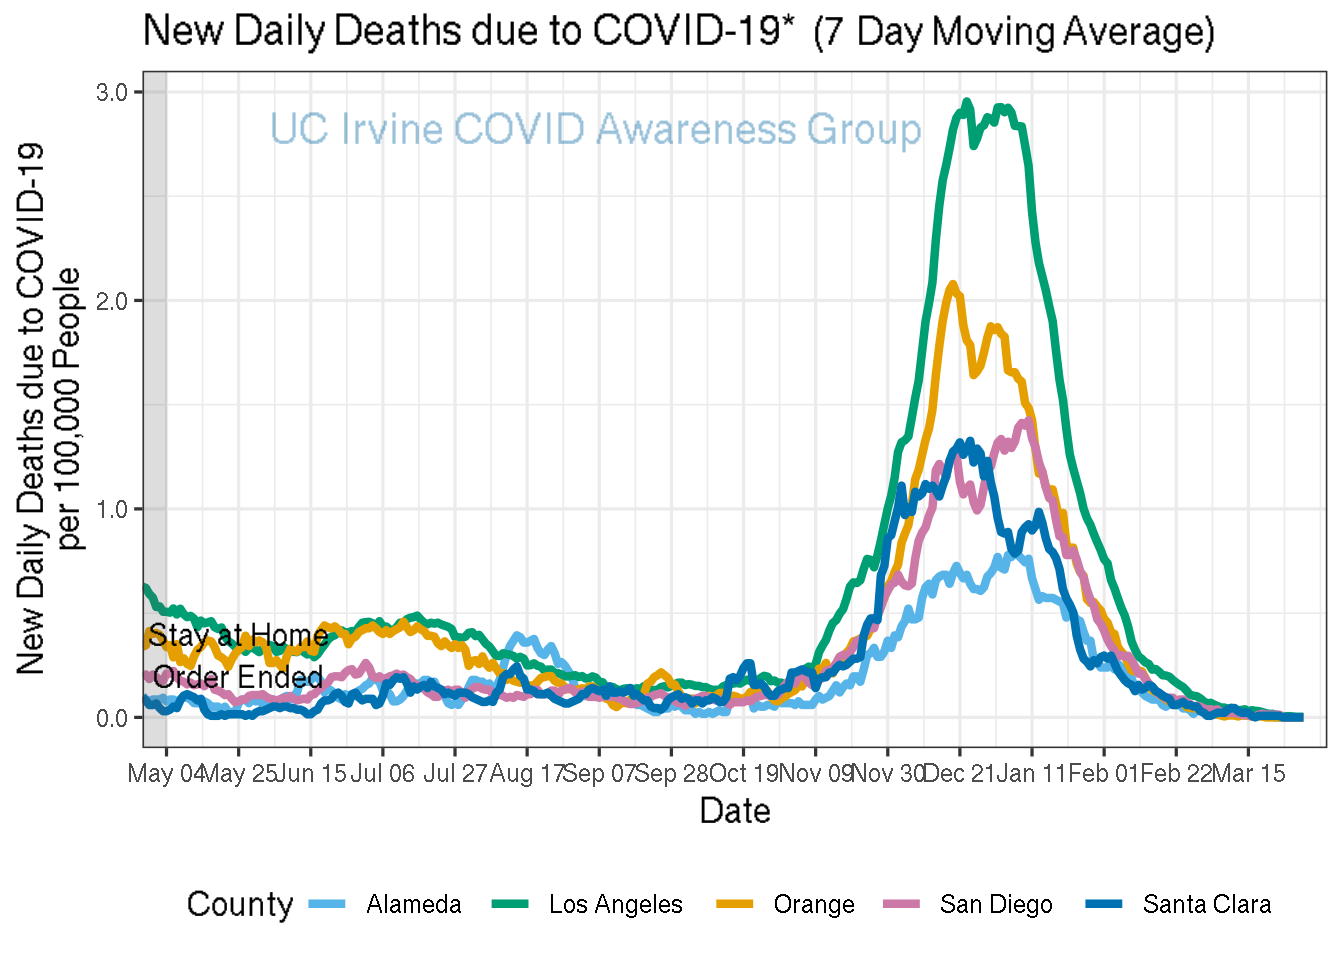 New Daily Deaths due to COVID-19* (7 Day Moving Average)
UC Irvine COVID Awareness Group
New Daily Deaths due to COVID-19
per 100,000 People
3.0
2.0
1.0
0.0
Stay at Home
Order Ended
May 04 May 25 Jun 15 Jul 06 Jul 27 Aug 17 Sep 07 Sep 28 Oct 19 Nov 09 Nov 30 Dec 21 Jan 11 Feb 01 Feb 22 Mar 15
Date
County Alameda Los Angeles Orange San Diego Santa Clara